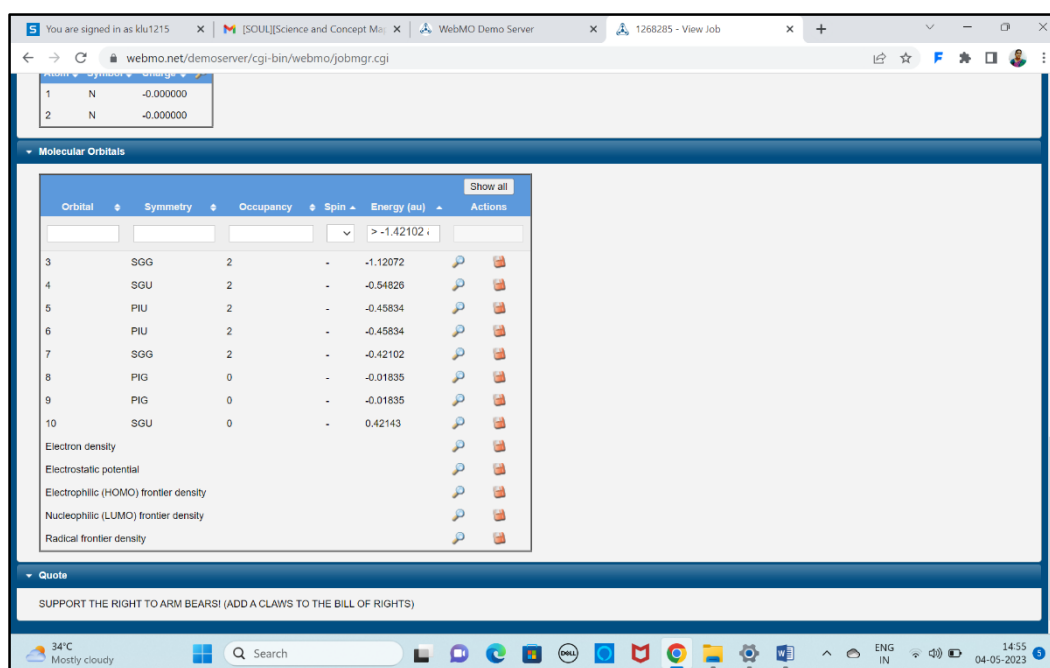 You are signed in as klu1215
[SOUL][Science and Concept Ma
WebMO Demo Server
1268285 - View Job
webmo.net/demoserver/cgi-bin/webmo/jobmgr.cgi
Atom Symbol Charge
1 N -0.000000
2 N -0.000000
Molecular Orbitals
Show all
Orbital Symmetry Occupancy Spin Energy (au) Actions
> -1.42102
3 SGG 2 - -1.12072
4 SGU 2 - -0.54826
5 PIU 2 - -0.45834
6 PIU 2 - -0.45834
7 SGG 2 - -0.42102
8 PIG 0 - -0.01835
9 PIG 0 - -0.01835
10 SGU 0 - 0.42143
Electron density
Electrostatic potential
Electrophilic (HOMO) frontier density
Nucleophilic (LUMO) frontier density
Radical frontier density
Quote
SUPPORT THE RIGHT TO ARM BEARS! (ADD A CLAWS TO THE BILL OF RIGHTS)
34°C
Mostly cloudy
Search
DELL
ENG
IN
14:55
04-05-2023
5